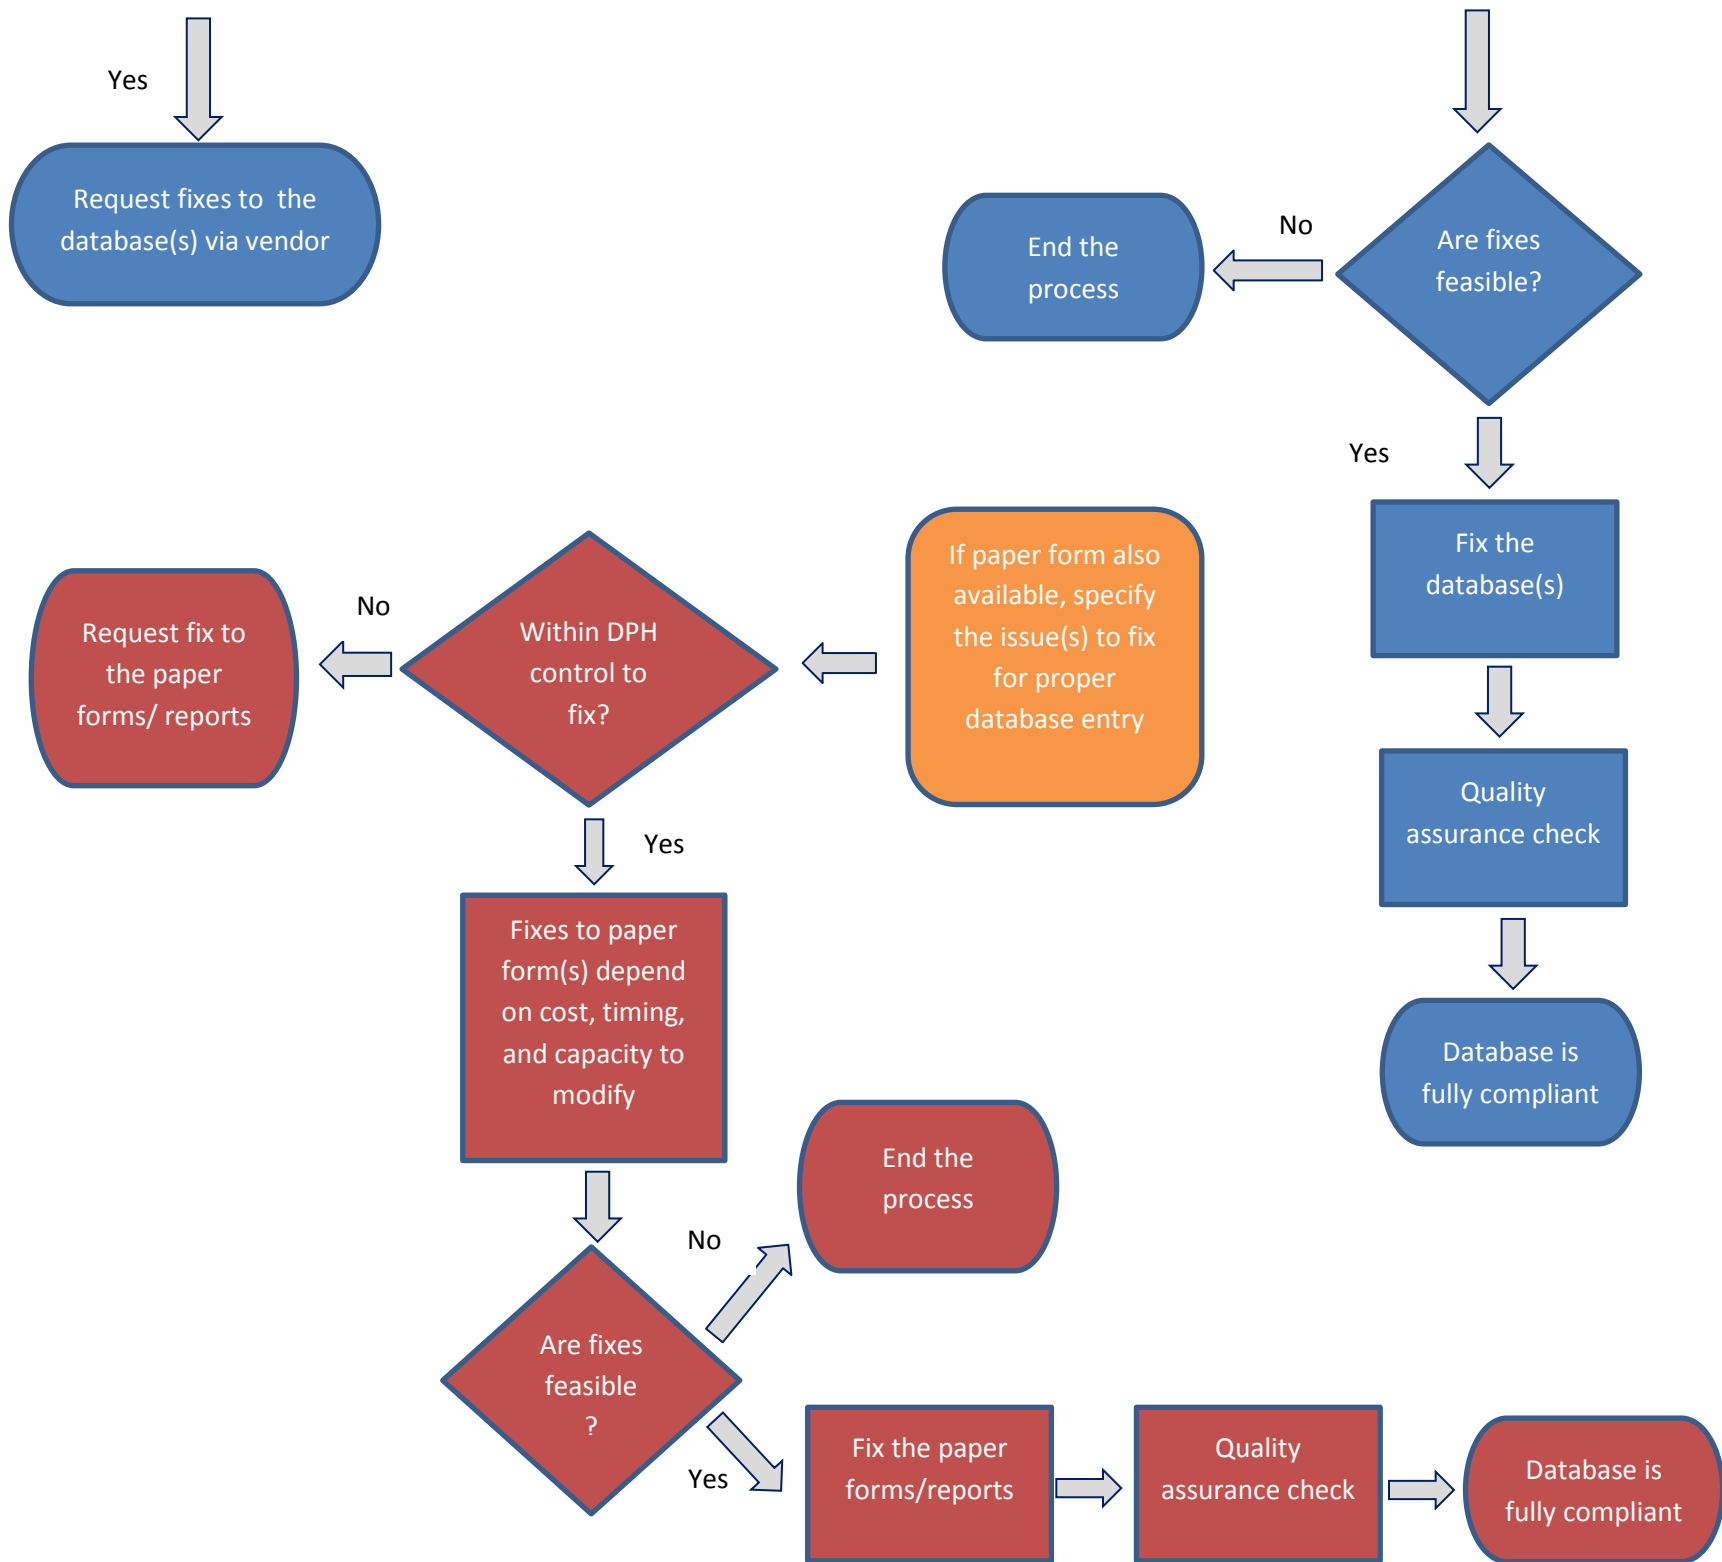 Yes
Request fixes to  the
database(s) via vendor
No
End the
process
Are fixes
feasible?
Yes
Fix the
database(s)
If paper form also
available, specify
the issue(s) to fix
for proper
database entry
Within DPH
control to
fix?
No
Request fix to
the paper
forms/ reports
Quality
assurance check
Yes
Fixes to paper
form(s) depend
on cost, timing,
and capacity to
modify
Database is
fully compliant
End the
process
No
Are fixes
feasible
?
Yes
Fix the paper
forms/reports
Quality
assurance check
Database is
fully compliant